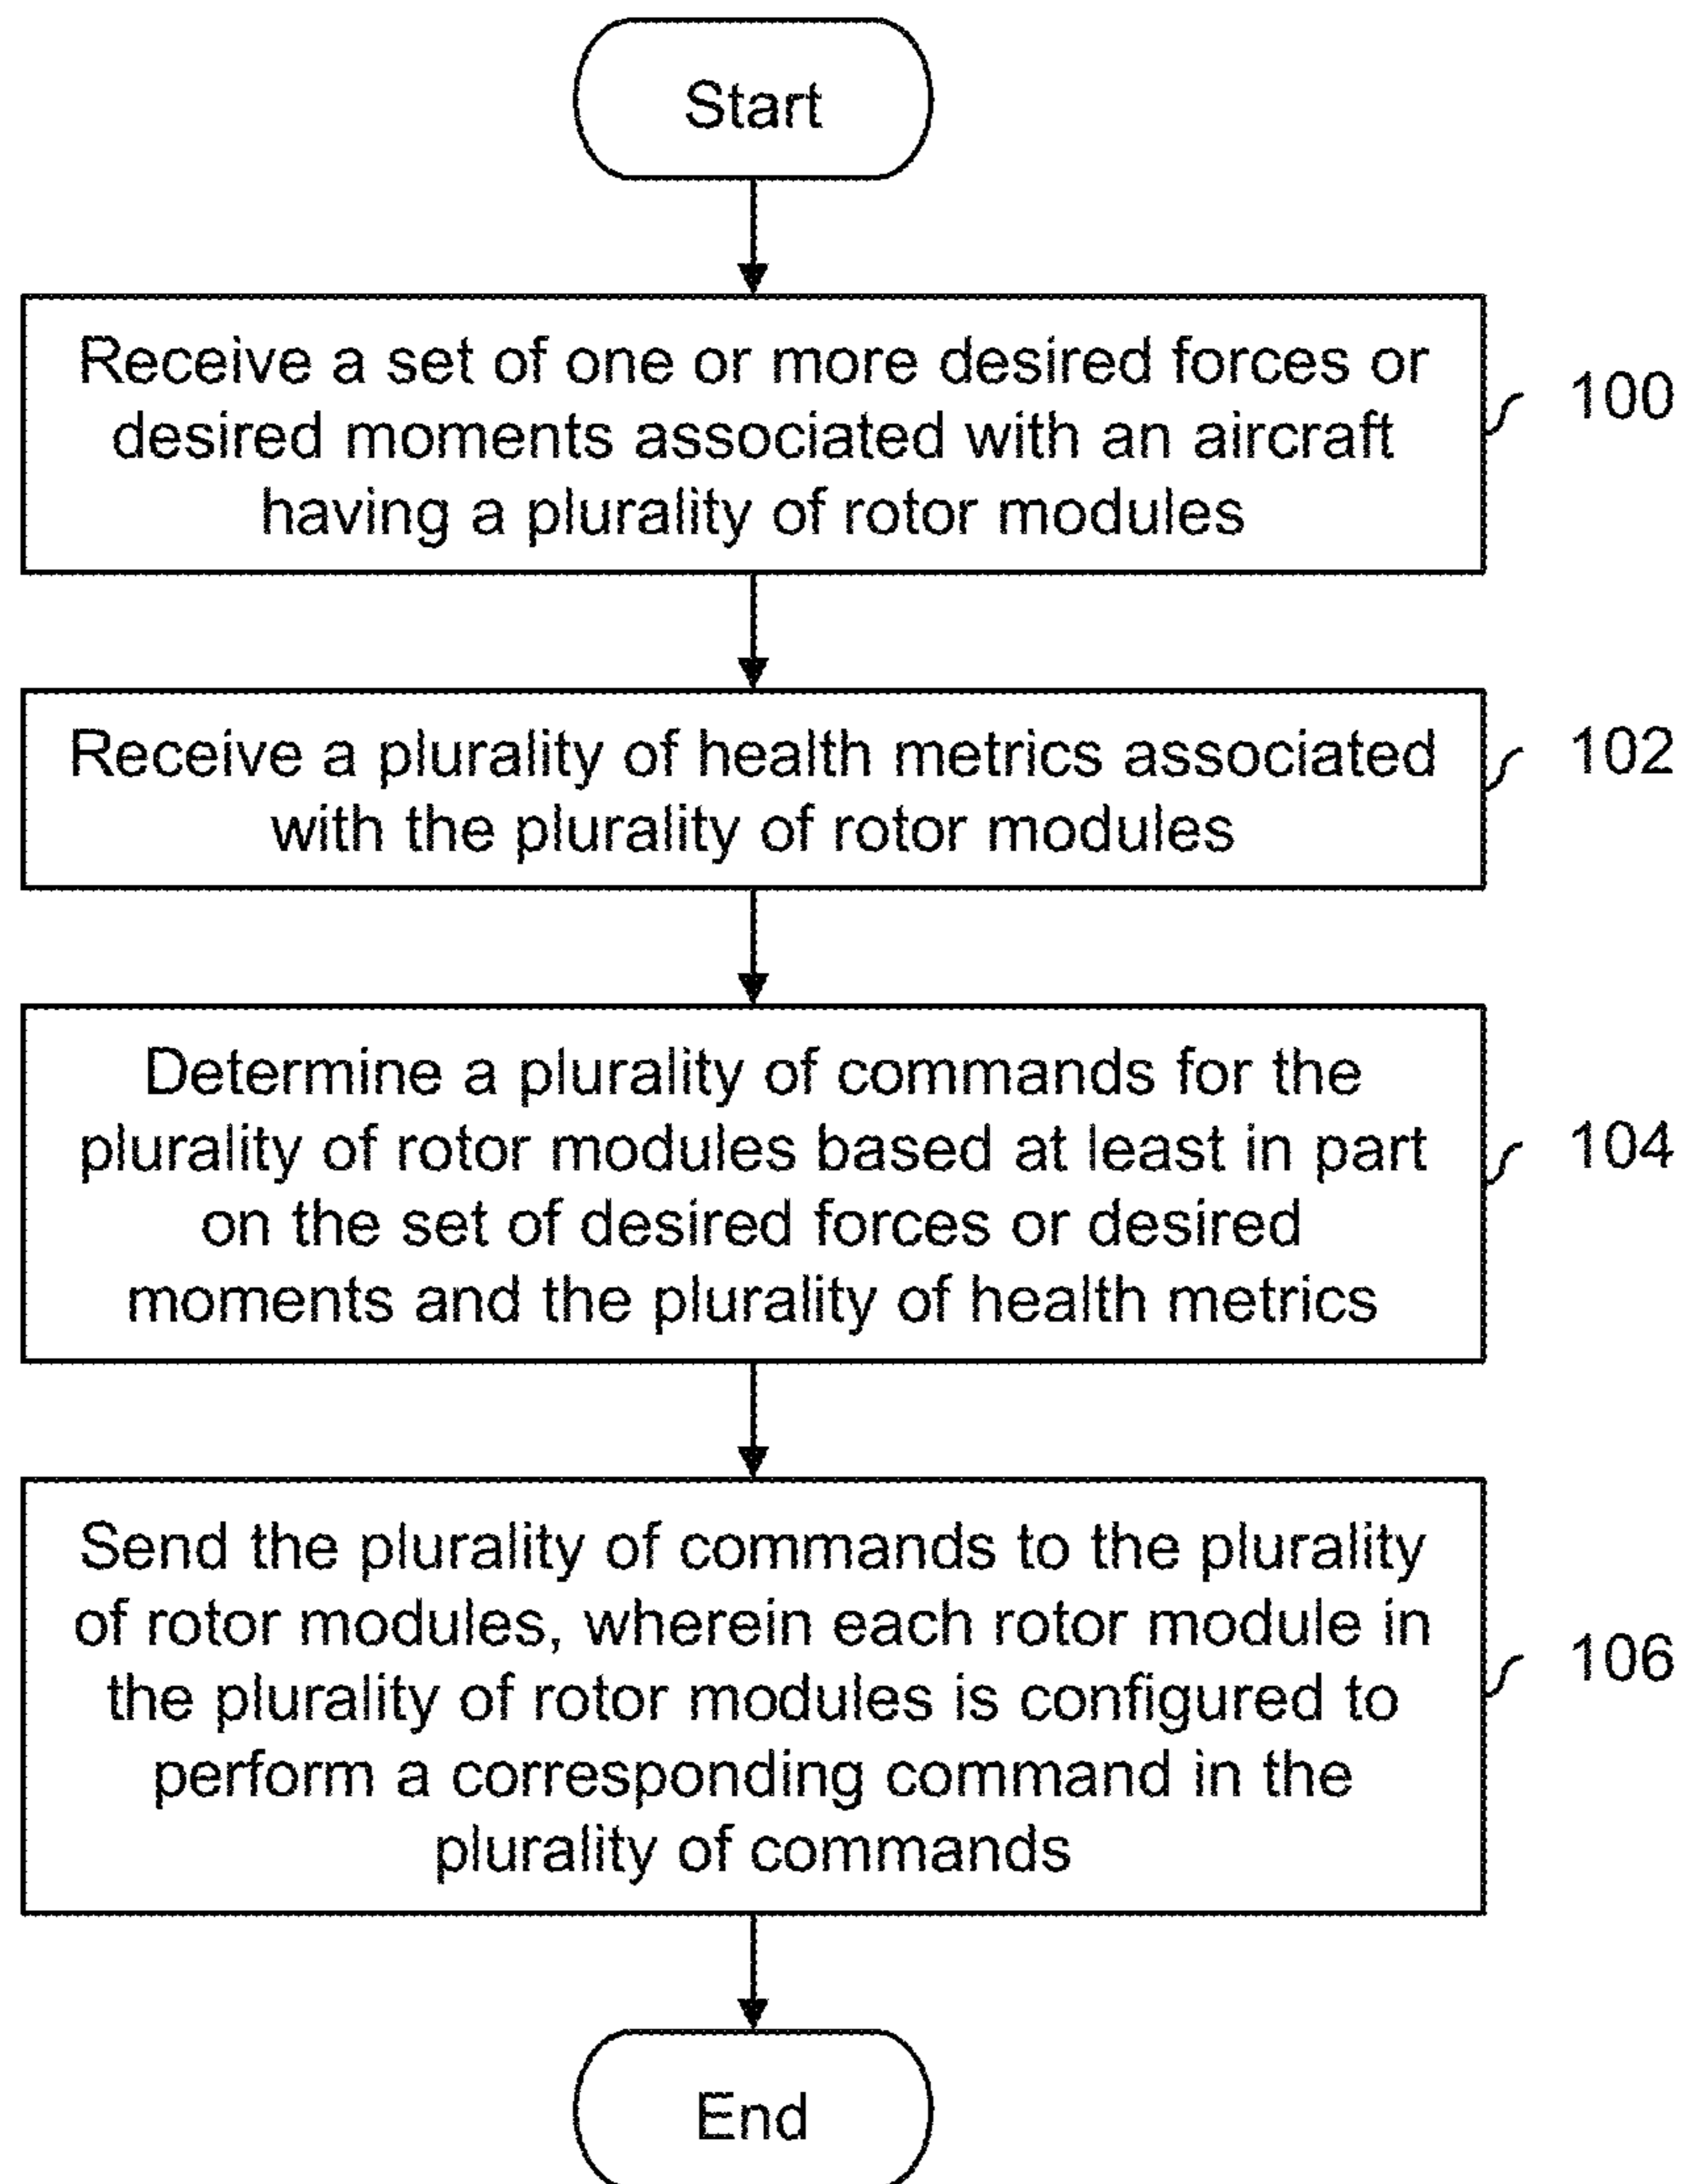 Start
Receive a set of one or more desired forces or
desired moments associated with an aircraft
having a plurality of rotor modules
100
Receive a plurality of health metrics associated
with the plurality of rotor modules
102
Determine a plurality of commands for the
plurality of rotor modules based at least in part
on the set of desired forces or desired
moments and the plurality of health metrics
104
Send the plurality of commands to the plurality
of rotor modules, wherein each rotor module in
the plurality of rotor modules is configured to
perform a corresponding command in the
plurality of commands
106
End